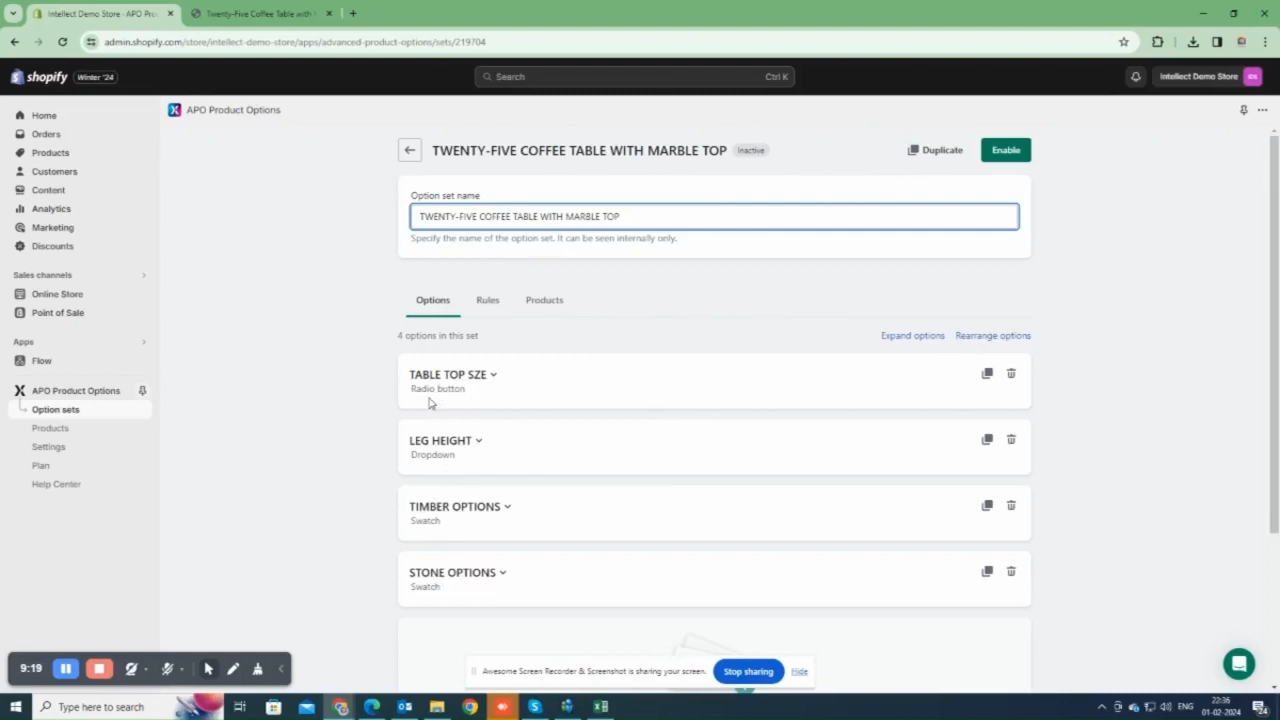 Intellect Demo Store - APO Pro
Twenty-Five Coffee Table with
admin.shopify.com/store/intellect-demo-store/apps/advanced-product-options/sets/219704
shopify
Winter '24
Search
Ctrl K
Intellect Demo Store
Home
Orders
Products
Customers
Content
Analytics
Marketing
Discounts
Sales channels
Online Store
Point of Sale
Apps
Flow
APO Product Options
Option sets
Products
Settings
Plan
Help Center
APO Product Options
TWENTY-FIVE COFFEE TABLE WITH MARBLE TOP
Inactive
Duplicate
Enable
Option set name
TWENTY-FIVE COFFEE TABLE WITH MARBLE TOP
Specify the name of the option set. It can be seen internally only.
Options
Rules
Products
4 options in this set
Expand options
Rearrange options
TABLE TOP SZE
Radio button
LEG HEIGHT
Dropdown
TIMBER OPTIONS
Swatch
STONE OPTIONS
Swatch
9:19
Awesome Screen Recorder & Screenshot is sharing your screen.
Stop sharing
Hide
Type here to search
ENG
22:36
01-02-2024
24